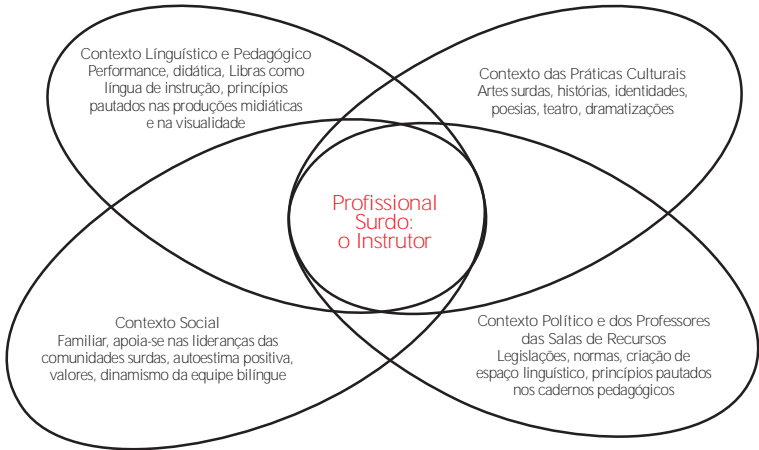 Contexto Línguístico e Pedagógico
Performance, didática, Libras como
língua de instrução, princípios
pautados nas produções midiáticas
e na visualidade
Contexto das Práticas Culturais
Artes surdas, histórias, identidades,
poesias, teatro, dramatizações
Profissional
Surdo:
o Instrutor
Contexto Social
Familiar, apoia-se nas lideranças das
comunidades surdas, autoestima positiva,
valores, dinamismo da equipe bilíngue
Contexto Político e dos Professores
das Salas de Recursos
Legislações, normas, criação de
espaço linguístico, princípios pautados
nos cadernos pedagógicos